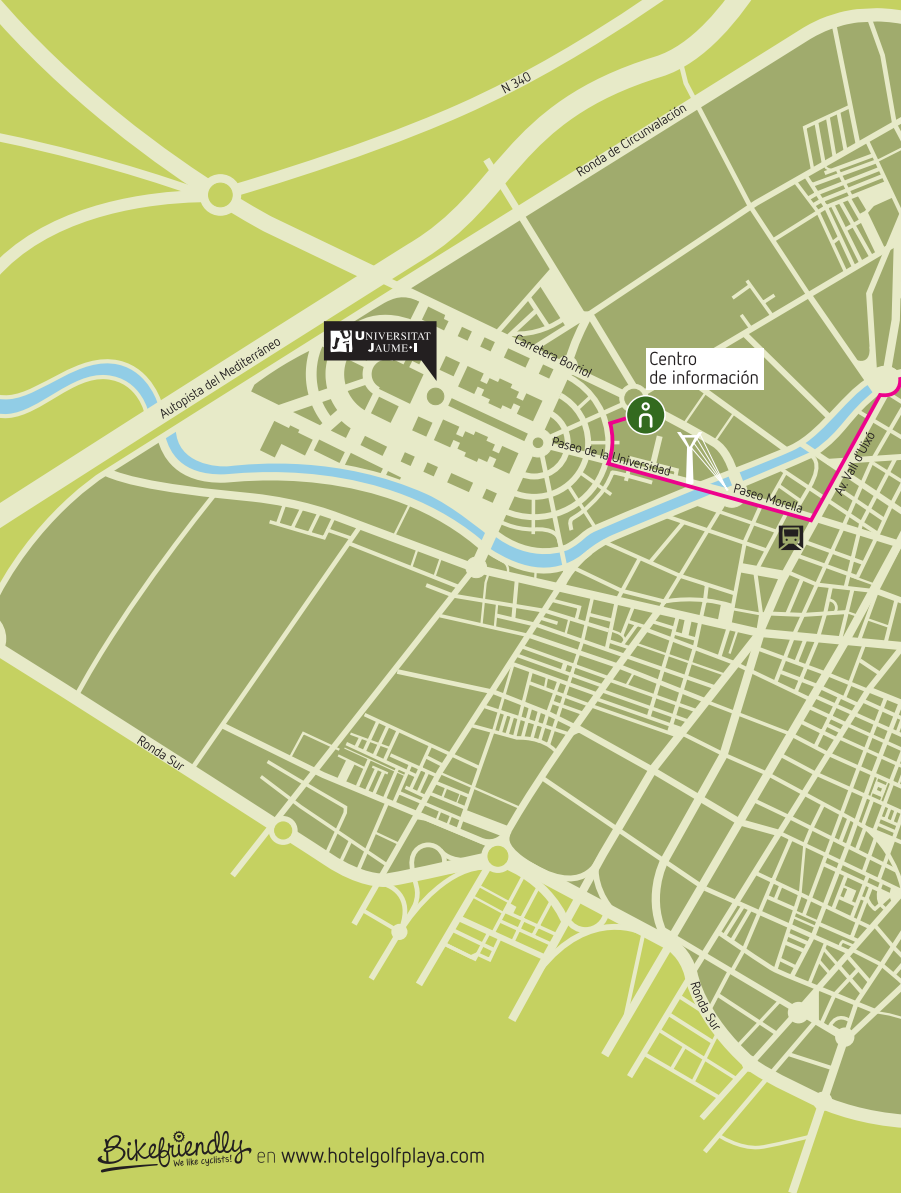 N 340
Ronda de Circunvalación
UNIVERSITAT
JAUME•I
Autopista del Mediterráneo
Carretera Borriol
Centro
de información
Paseo de la Universidad
Paseo Morella
Av. Vall d'Uixó
Ronda Sur
Ronda Sur
Bikefriendly
We like cyclists!
en www.hotelgolfplaya.com